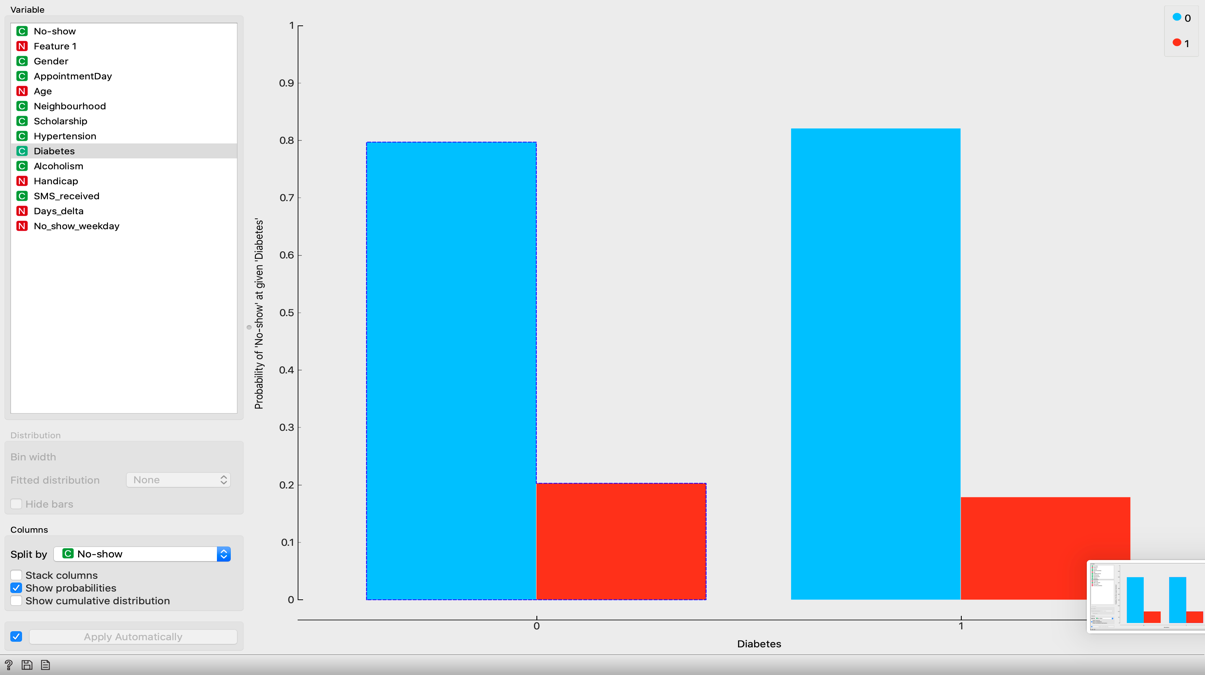 Variable
C No-show
N Feature 1
C Gender
C AppointmentDay
N Age
C Neighbourhood
C Scholarship
C Hypertension
C Diabetes
C Alcoholism
N Handicap
C SMS_received
N Days_delta
N No_show_weekday
Distribution
Bin width
Fitted distribution None
Hide bars
Columns
Split by C No-show
Stack columns
Show probabilities
Show cumulative distribution
Apply Automatically
?
Probability of 'No-show' at given 'Diabetes'
1
0.9
0.8
0.7
0.6
0.5
0.4
0.3
0.2
0.1
0
0 1
Diabetes
0
1